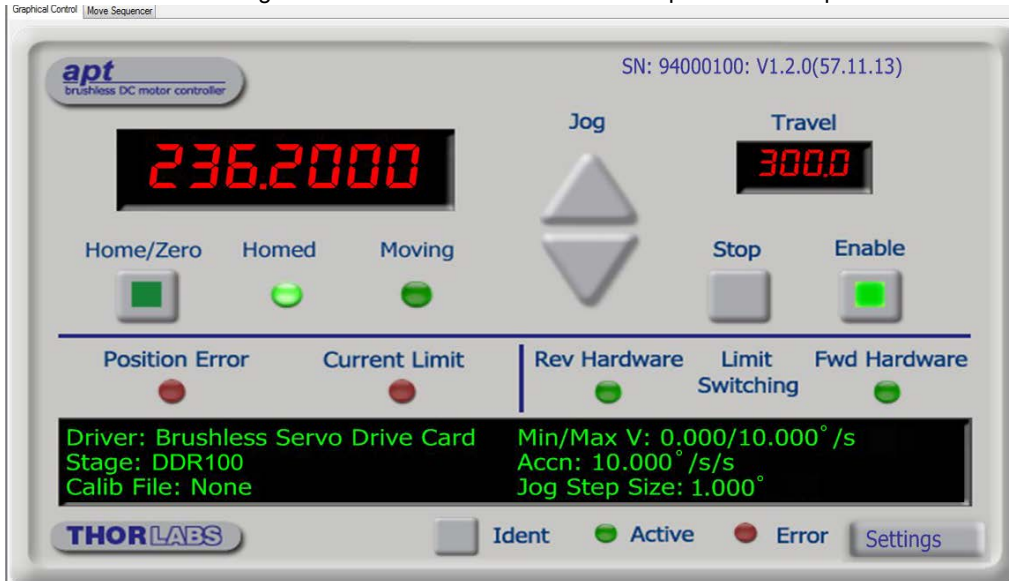 Graphical Control Move Sequencer
apt
brushless DC motor controller
SN: 94000100: V1.2.0(57.11.13)
236.2000
Jog
Travel
300.0
Home/Zero Homed Moving
Stop Enable
Position Error Current Limit
Rev Hardware Limit Switching Fwd Hardware
Driver: Brushless Servo Drive Card
Stage: DDR100
Calib File: None
Min/Max V: 0.000/10.000°/s
Accn: 10.000°/s/s
Jog Step Size: 1.000°
THORLABS
Ident Active Error Settings